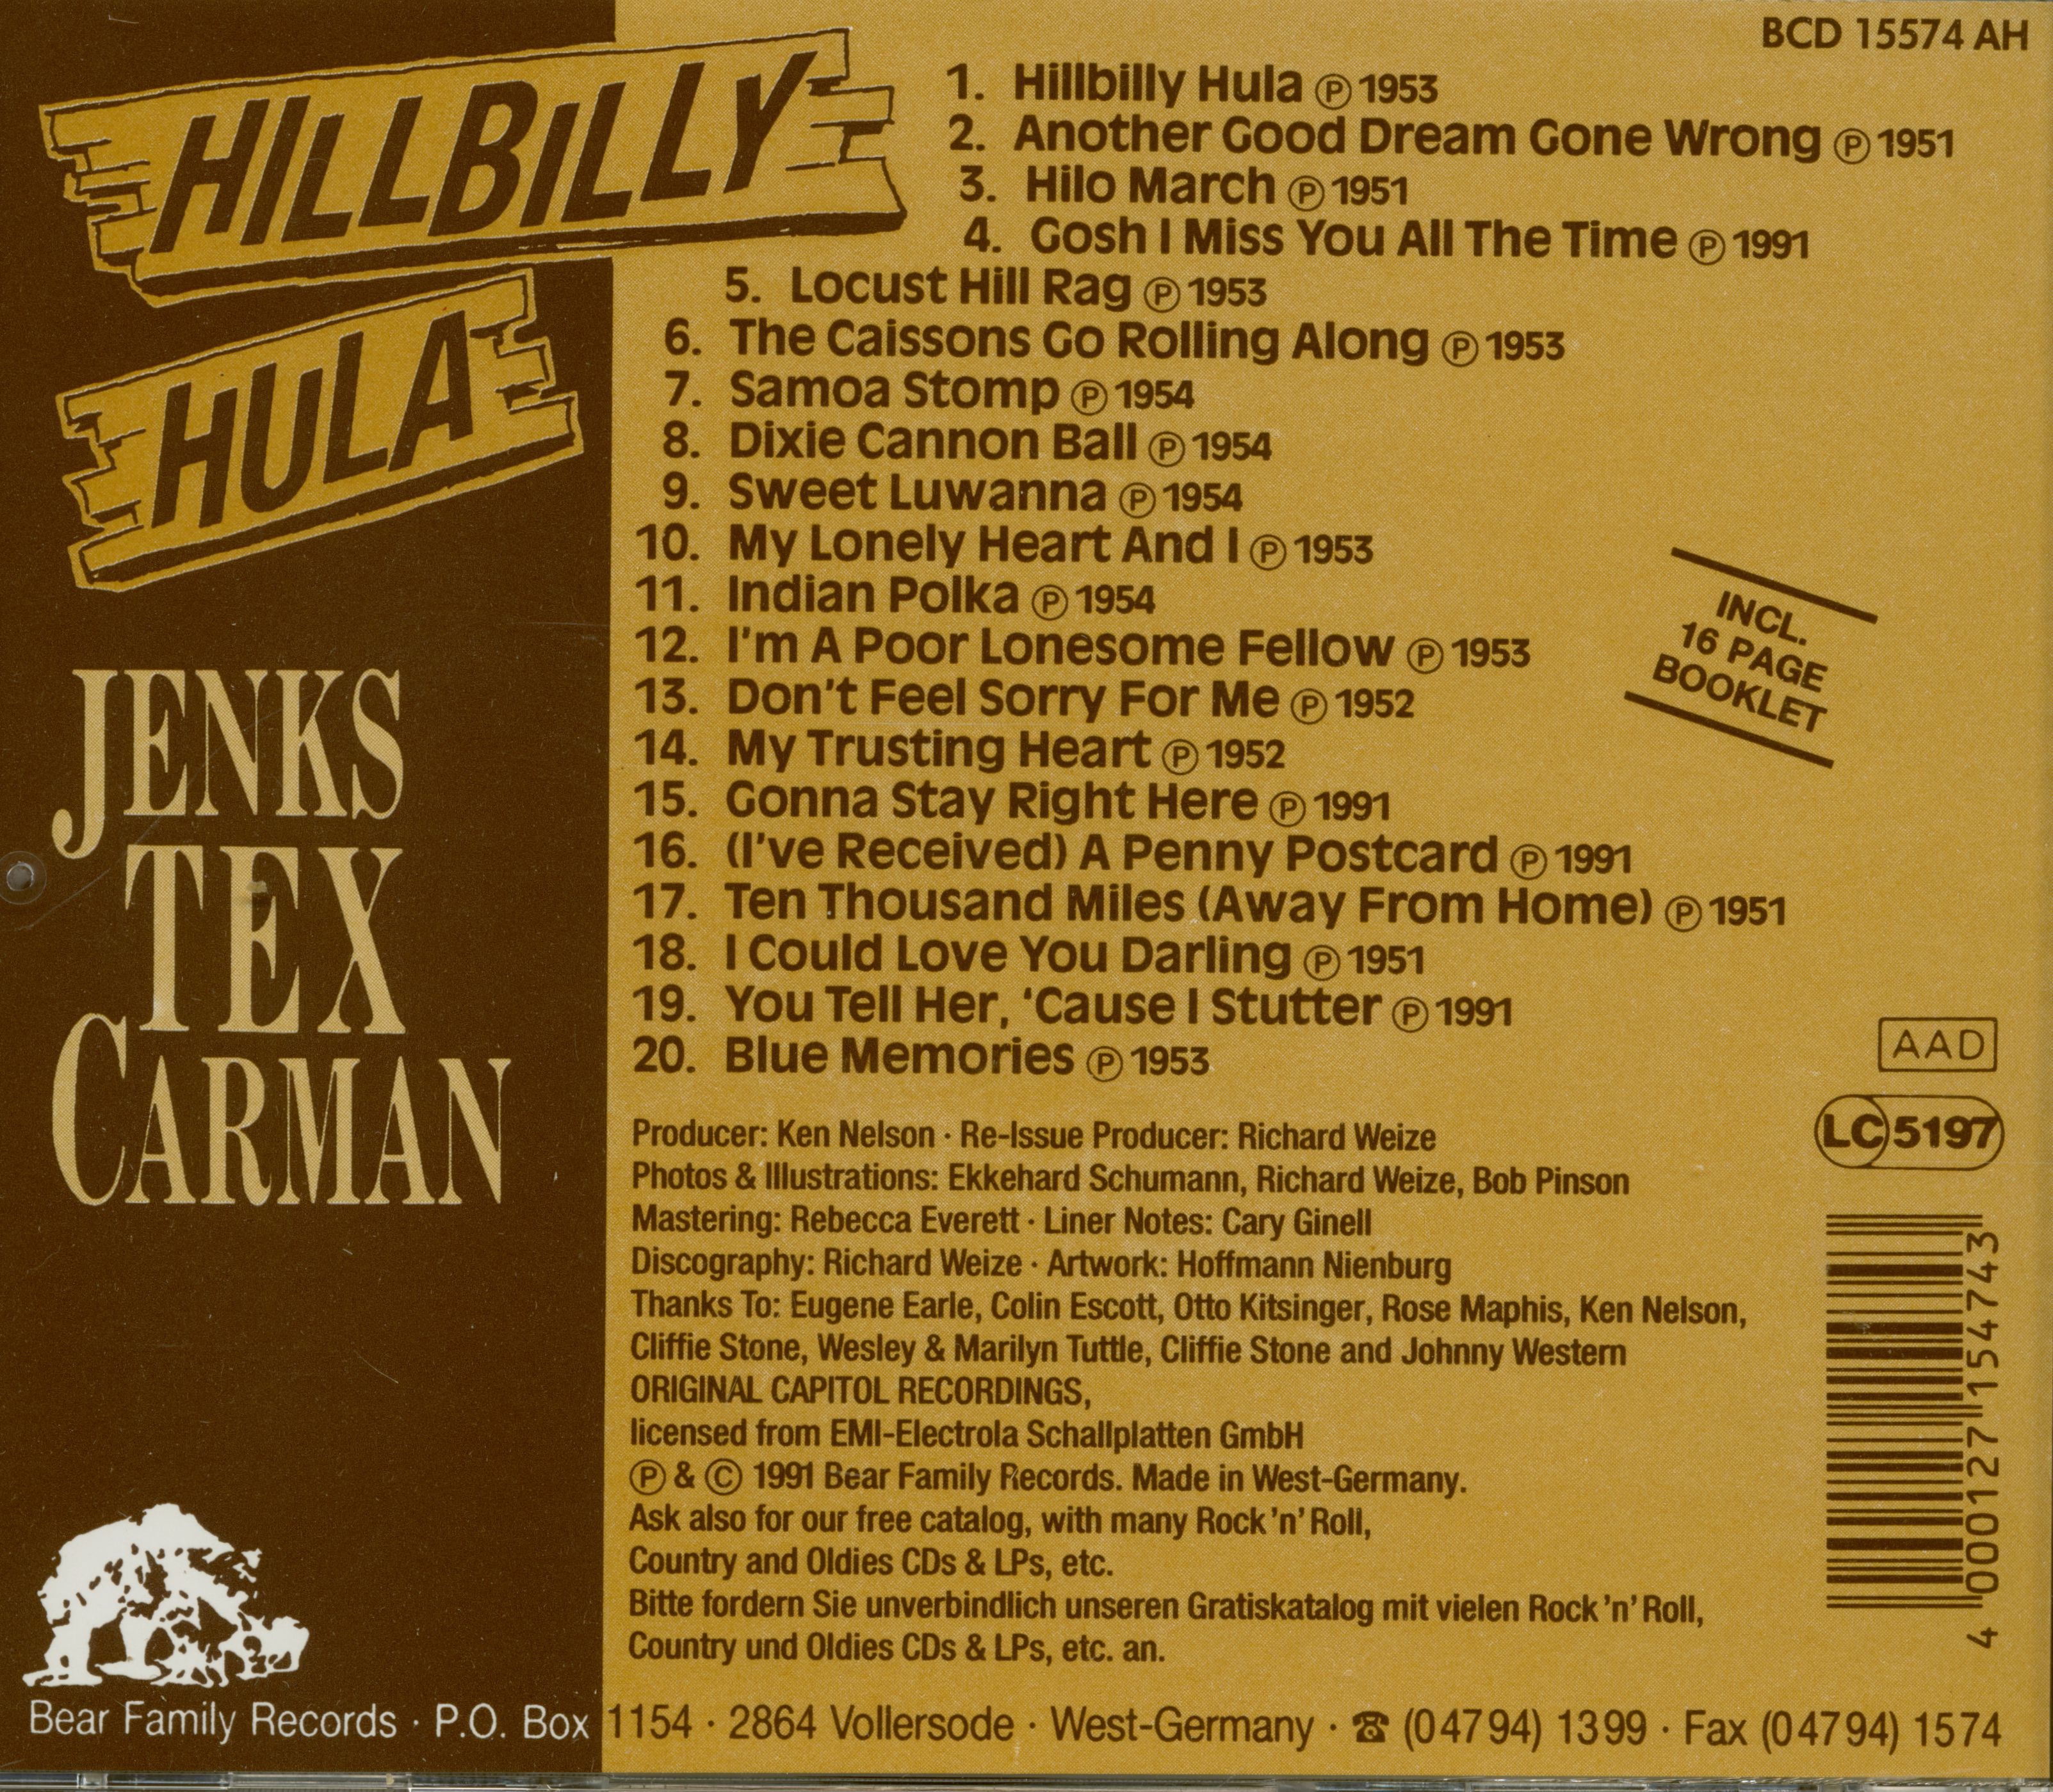 BCD 15574 AH
HILLBILLY
HULA
JENKS
TEX
CARMAN
1. Hillbilly Hula Ⓟ 1953
2. Another Good Dream Gone Wrong Ⓟ 1951
3. Hilo March Ⓟ 1951
4. Gosh I Miss You All The Time Ⓟ 1991
5. Locust Hill Rag Ⓟ 1953
6. The Caissons Go Rolling Along Ⓟ 1953
7. Samoa Stomp Ⓟ 1954
8. Dixie Cannon Ball Ⓟ 1954
9. Sweet Luwanna Ⓟ 1954
10. My Lonely Heart And I Ⓟ 1953
11. Indian Polka Ⓟ 1954
12. I'm A Poor Lonesome Fellow Ⓟ 1953
13. Don't Feel Sorry For Me Ⓟ 1952
14. My Trusting Heart Ⓟ 1952
15. Gonna Stay Right Here Ⓟ 1991
16. (I've Received) A Penny Postcard Ⓟ 1991
17. Ten Thousand Miles (Away From Home) Ⓟ 1951
18. I Could Love You Darling Ⓟ 1951
19. You Tell Her, ‘Cause I Stutter Ⓟ 1991
20. Blue Memories Ⓟ 1953
INCL.
16 PAGE
BOOKLET
AAD
LC 5197
4 000127 154743
Producer: Ken Nelson · Re-Issue Producer: Richard Weize
Photos & Illustrations: Ekkehard Schumann, Richard Weize, Bob Pinson
Mastering: Rebecca Everett · Liner Notes: Cary Ginell
Discography: Richard Weize · Artwork: Hoffmann Nienburg
Thanks To: Eugene Earle, Colin Escott, Otto Kitsinger, Rose Maphis, Ken Nelson,
Cliffie Stone, Wesley & Marilyn Tuttle, Cliffie Stone and Johnny Western
ORIGINAL CAPITOL RECORDINGS,
licensed from EMI-Electrola Schallplatten GmbH
Ⓟ & © 1991 Bear Family Records. Made in West-Germany.
Ask also for our free catalog, with many Rock 'n' Roll,
Country and Oldies CDs & LPs, etc.
Bitte fordern Sie unverbindlich unseren Gratiskatalog mit vielen Rock 'n' Roll,
Country und Oldies CDs & LPs, etc. an.
Bear Family Records · P.O. Box 1154 · 2864 Vollersode · West-Germany · ☎ (04794) 1399 · Fax (04794) 1574